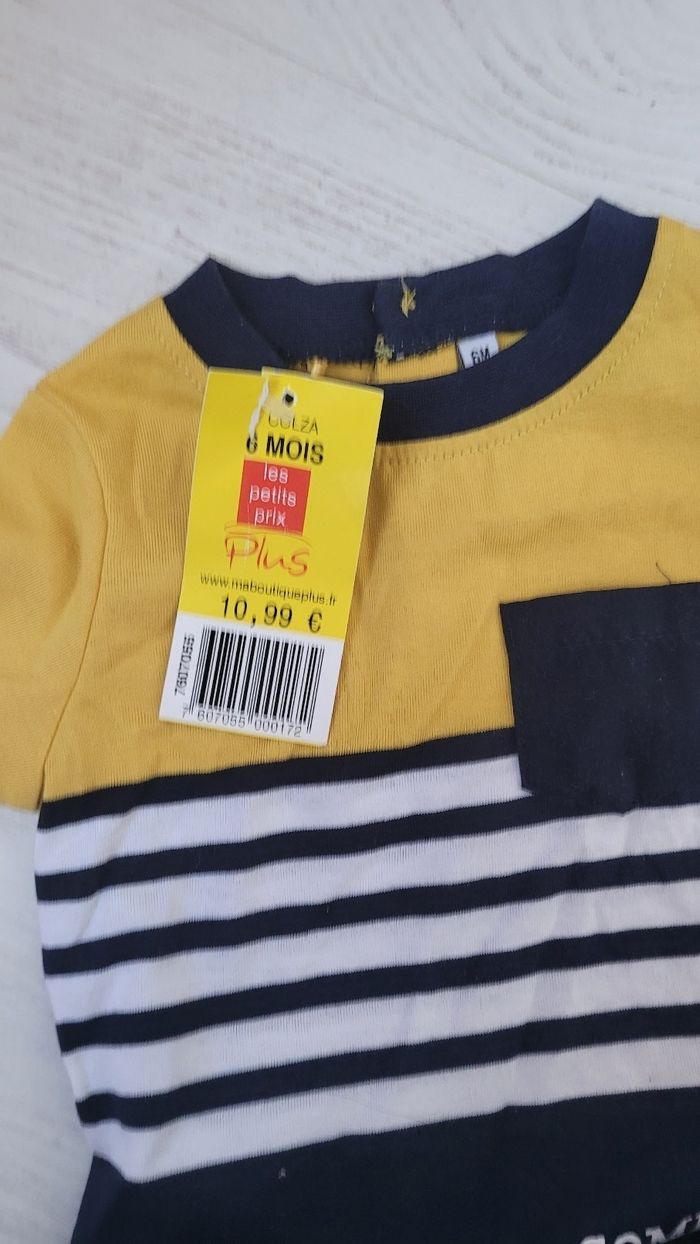 6M
COLZA
6 MOIS
les
petits
prix
Plus
www.maboutiqueplus.fr
10,99 €
7607055
7 607055 000172